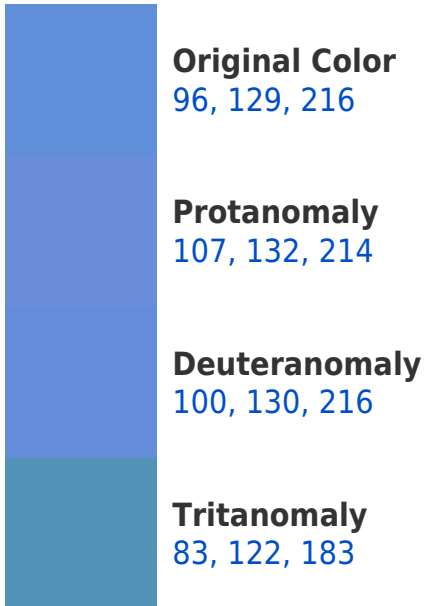 Original Color
96, 129, 216
Protanomaly
107, 132, 214
Deuteranomaly
100, 130, 216
Tritanomaly
83, 122, 183